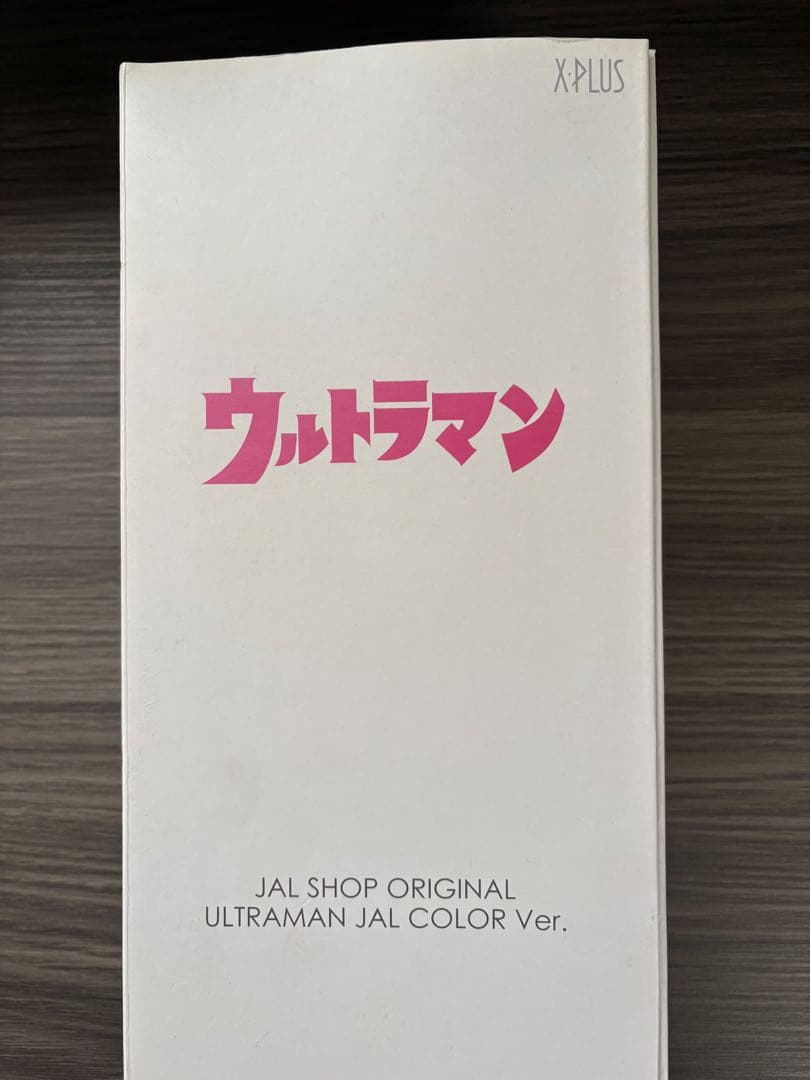 X·PLUS
ウルトラマン
JAL SHOP ORIGINAL
ULTRAMAN JAL COLOR Ver.